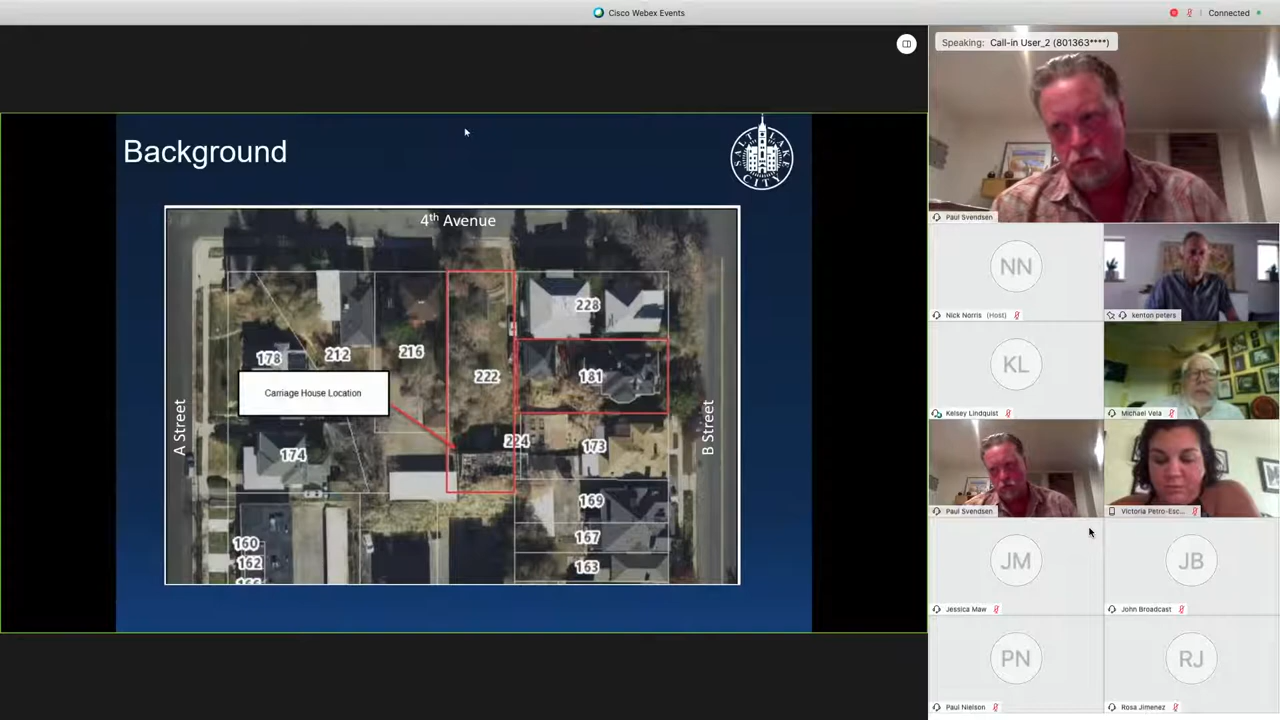 Cisco Webex Events
Connected
Speaking: Call-in User_2 (801363****)
Background
SALT LAKE CITY
4th Avenue
A Street
B Street
178
212
216
222
228
181
Carriage House Location
224
173
174
169
167
163
160
162
Paul Svendsen
NN
Nick Norris (Host)
kenton peters
KL
Kelsey Lindquist
Michael Vela
Paul Svendsen
Victoria Petro-Esc...
JM
Jessica Maw
JB
John Broadcast
PN
Paul Nielson
RJ
Rosa Jimenez